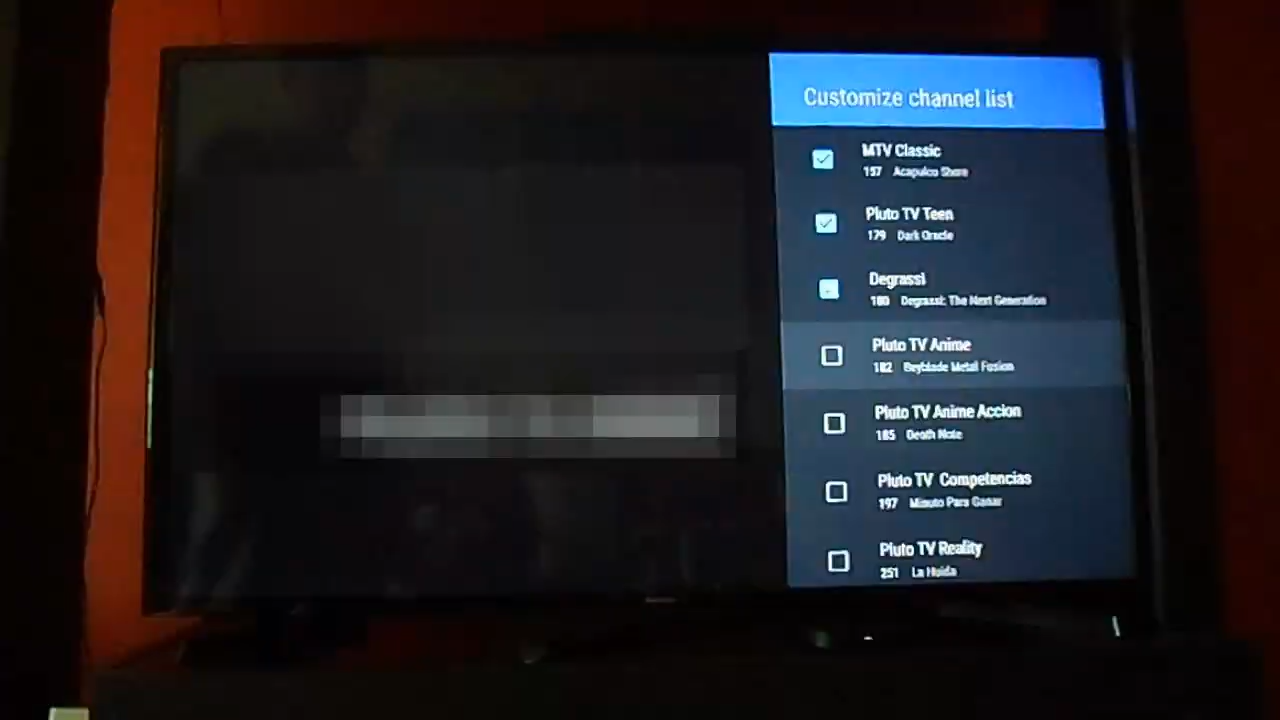 Customize channel list
MTV Classic
157 Acapulco Shore
Pluto TV Teen
179 Dark Oracle
Degrassi
180 Degrassi: The Next Generation
Pluto TV Anime
182 Beyblade Metal Fusion
Pluto TV Anime Accion
185 Death Note
Pluto TV Competencias
197 Minuto Para Ganar
Pluto TV Reality
251 La Huida